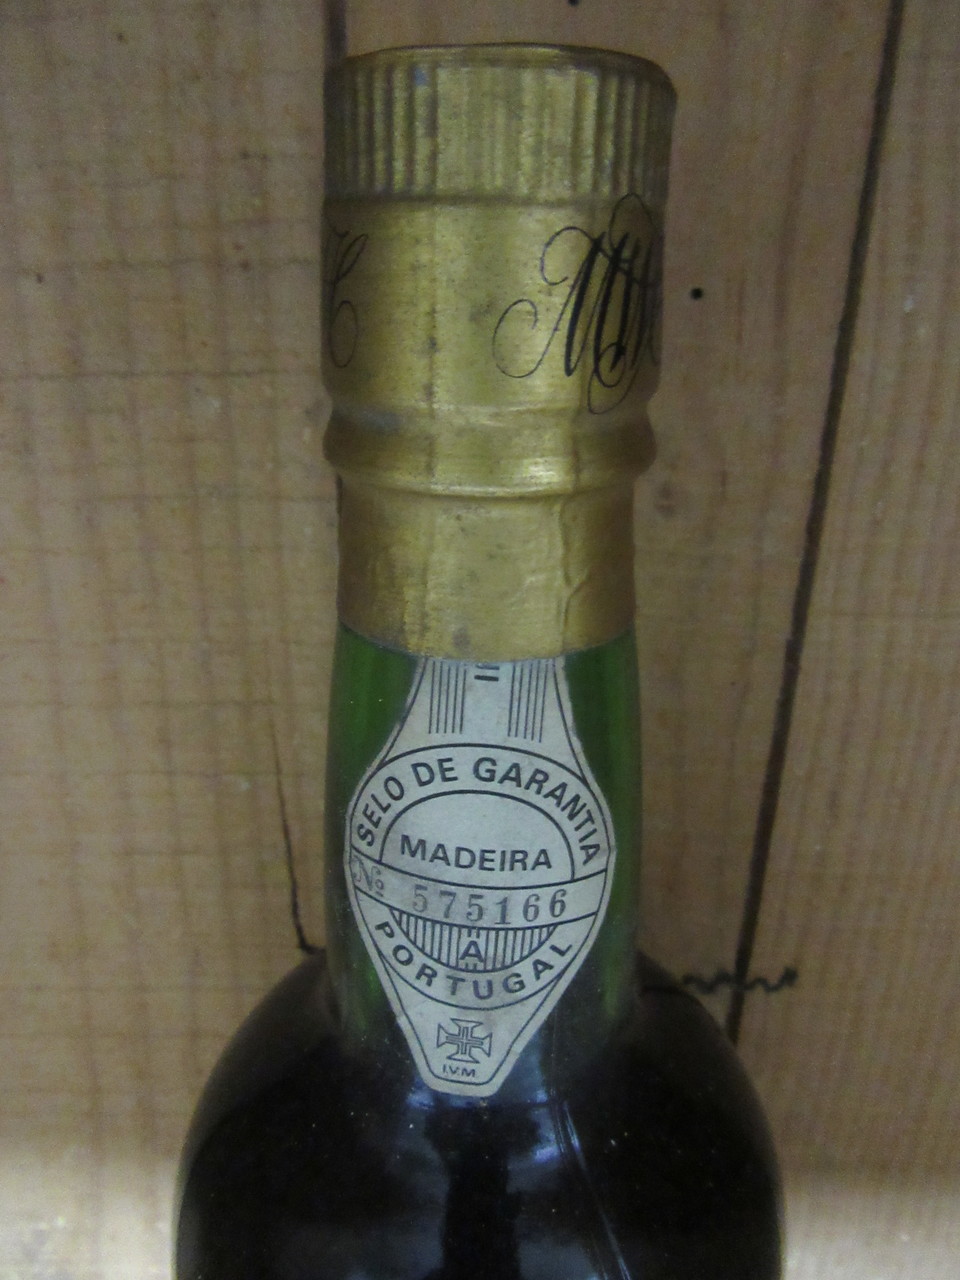 SELO DE GARANTIA
MADEIRA
№ 575166
A
PORTUGAL
I.V.M.